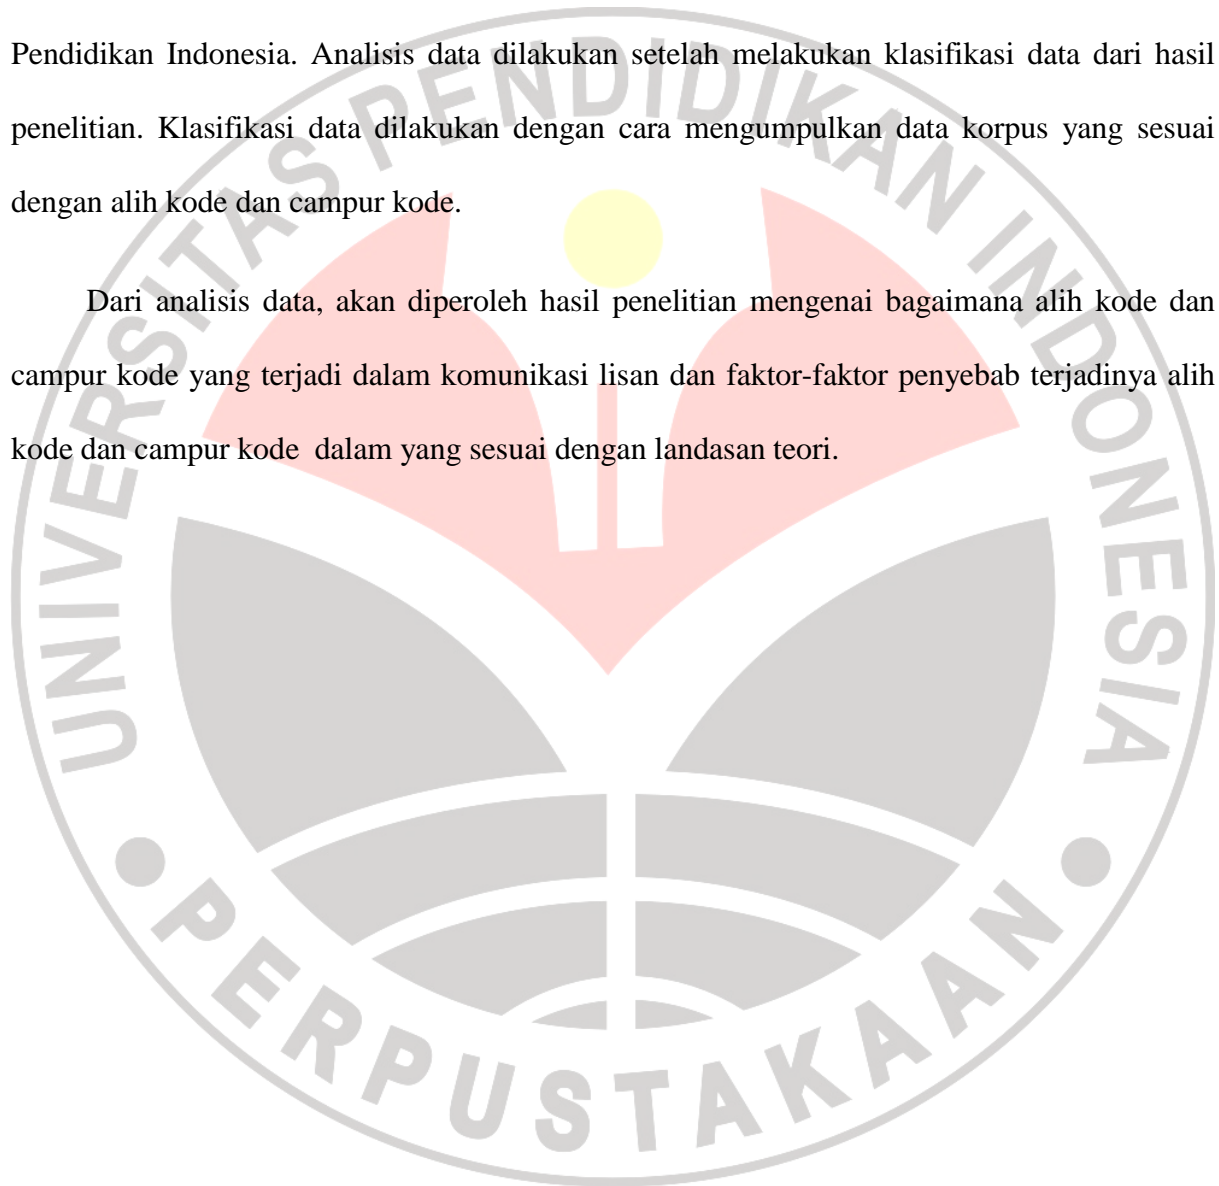 Pendidikan Indonesia. Analisis data dilakukan setelah melakukan klasifikasi data dari hasil
penelitian. Klasifikasi data dilakukan dengan cara mengumpulkan data korpus yang sesuai
dengan alih kode dan campur kode.
Dari analisis data, akan diperoleh hasil penelitian mengenai bagaimana alih kode dan
campur kode yang terjadi dalam komunikasi lisan dan faktor-faktor penyebab terjadinya alih
kode dan campur kode  dalam yang sesuai dengan landasan teori.
UNIVERSITAS PENDIDIKAN INDONESIA
PERPUSTAKAAN